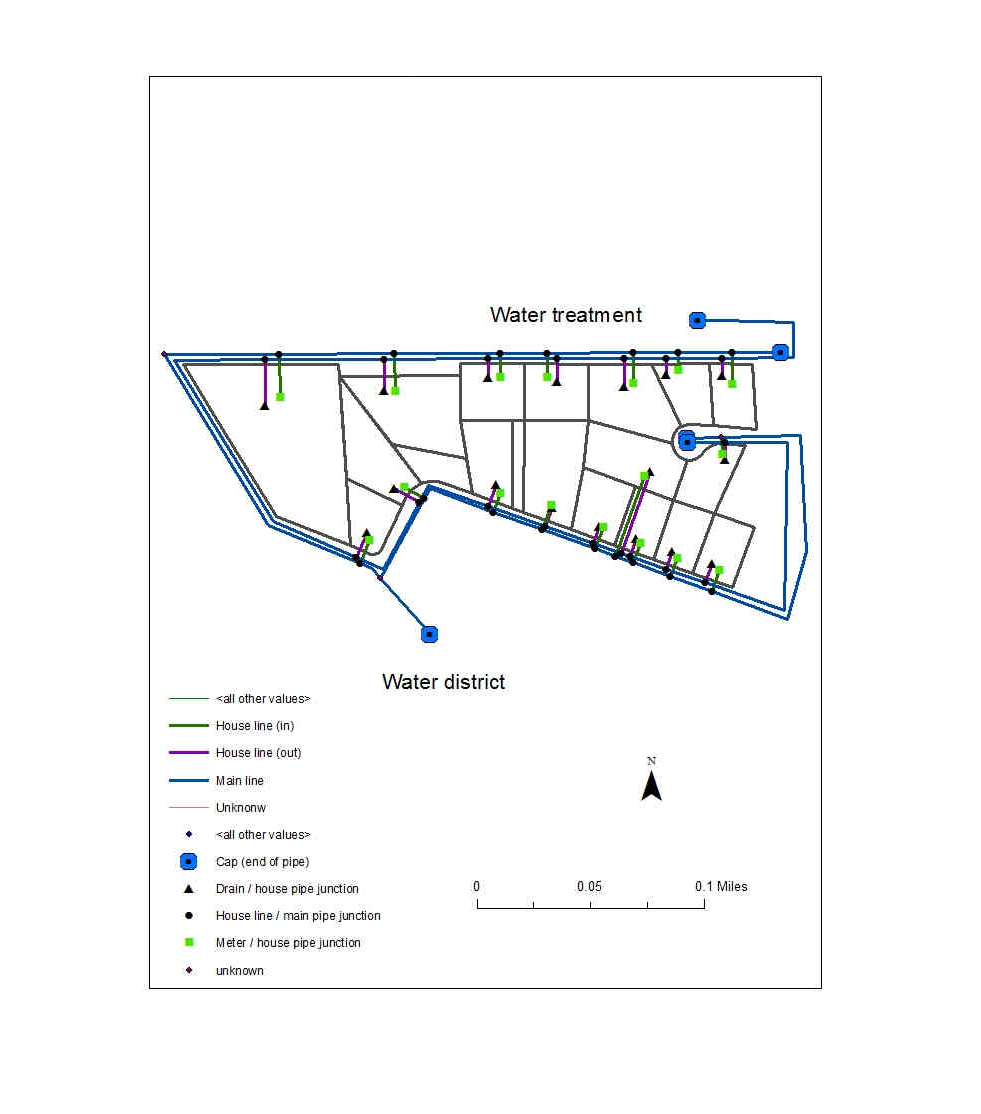 Water treatment
Water district
<all other values>
House line (in)
House line (out)
Main line
Unknonw
<all other values>
Cap (end of pipe)
Drain / house pipe junction
House line / main pipe junction
Meter / house pipe junction
unknown
N
0 0.05 0.1 Miles